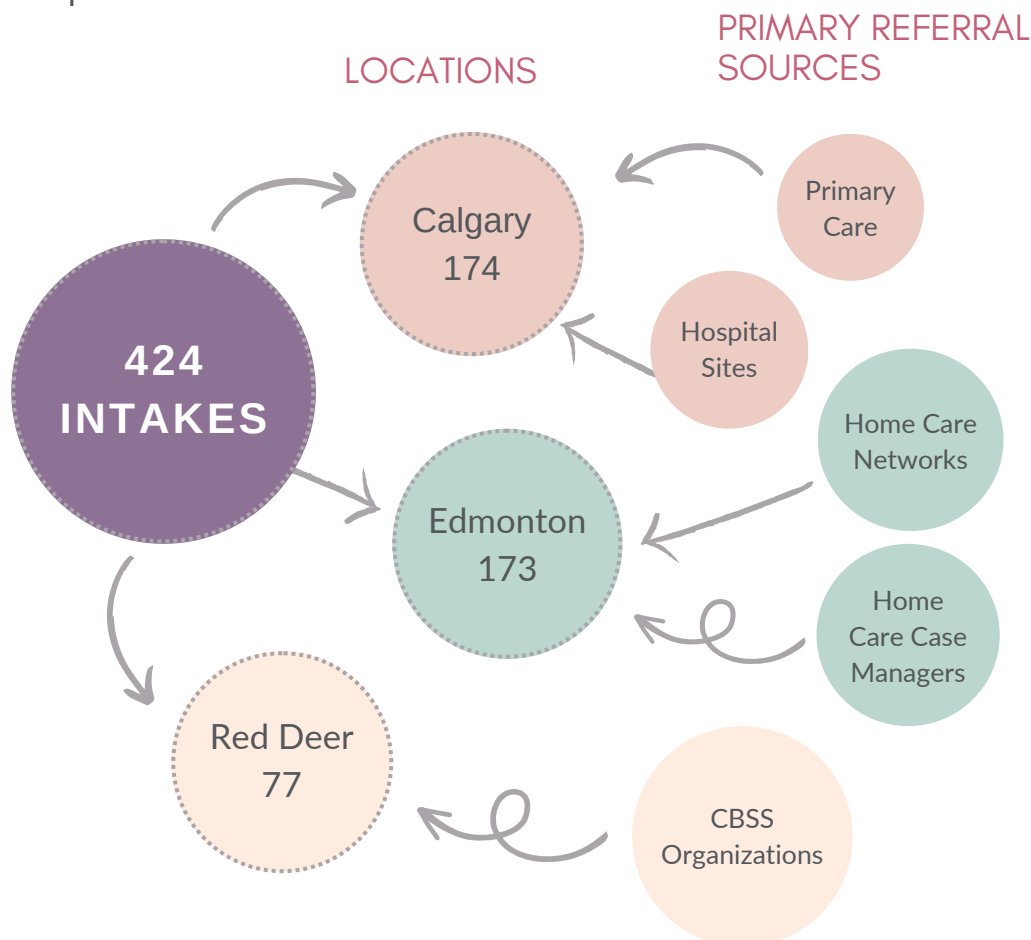 LOCATIONS
PRIMARY REFERRAL
SOURCES
424
INTAKES
Calgary
174
Primary
Care
Hospital
Sites
Edmonton
173
Home Care
Networks
Home
Care Case
Managers
Red Deer
77
CBSS
Organizations